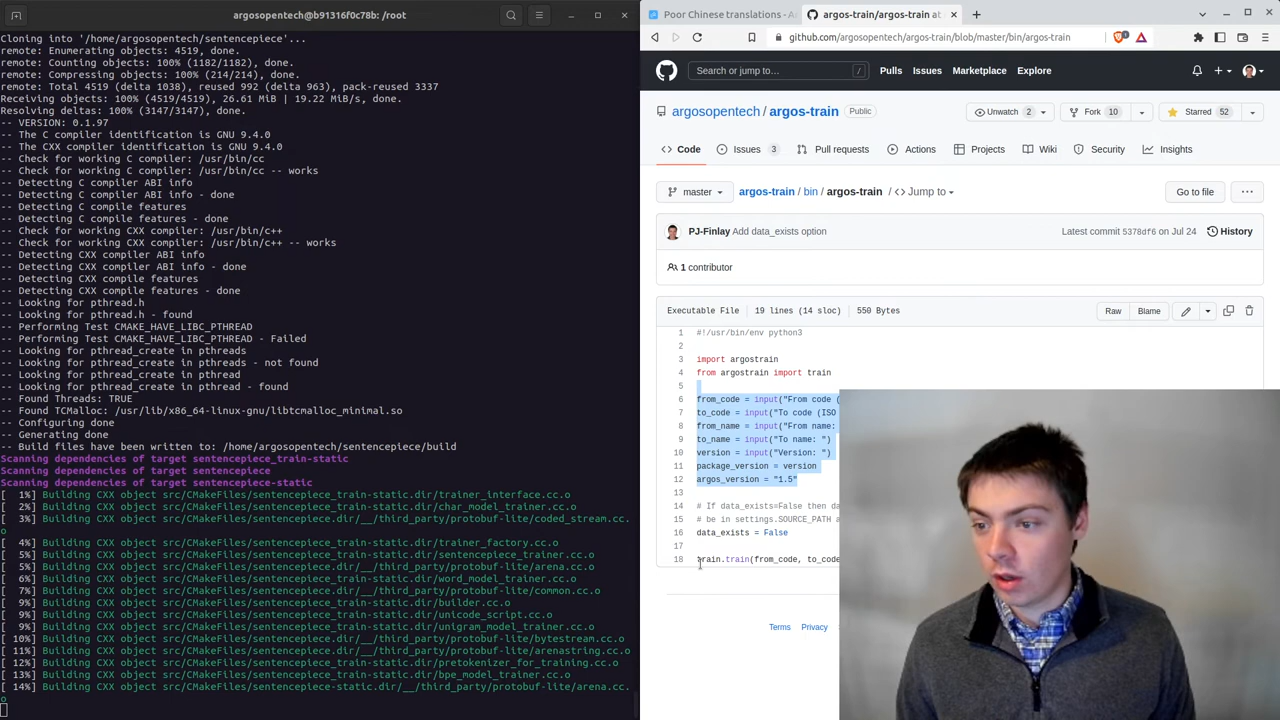 argosopentech@b91316f0c78b: /root
Cloning into '/home/argosopentech/sentencepiece'...
remote: Enumerating objects: 4519, done.
remote: Counting objects: 100% (1182/1182), done.
remote: Compressing objects: 100% (214/214), done.
remote: Total 4519 (delta 1038), reused 992 (delta 963), pack-reused 3337
Receiving objects: 100% (4519/4519), 26.61 MiB | 19.22 MiB/s, done.
Resolving deltas: 100% (3147/3147), done.
-- VERSION: 0.1.97
-- The C compiler identification is GNU 9.4.0
-- The CXX compiler identification is GNU 9.4.0
-- Check for working C compiler: /usr/bin/cc
-- Check for working C compiler: /usr/bin/cc -- works
-- Detecting C compiler ABI info
-- Detecting C compiler ABI info - done
-- Detecting C compile features
-- Detecting C compile features - done
-- Check for working CXX compiler: /usr/bin/c++
-- Check for working CXX compiler: /usr/bin/c++ -- works
-- Detecting CXX compiler ABI info
-- Detecting CXX compiler ABI info - done
-- Detecting CXX compile features
-- Detecting CXX compile features - done
-- Looking for pthread.h
-- Looking for pthread.h - found
-- Performing Test CMAKE_HAVE_LIBC_PTHREAD
-- Performing Test CMAKE_HAVE_LIBC_PTHREAD - Failed
-- Looking for pthread_create in pthreads
-- Looking for pthread_create in pthreads - not found
-- Looking for pthread_create in pthread
-- Looking for pthread_create in pthread - found
-- Found Threads: TRUE
-- Found TCMalloc: /usr/lib/x86_64-linux-gnu/libtcmalloc_minimal.so
-- Configuring done
-- Generating done
-- Build files have been written to: /home/argosopentech/sentencepiece/build
Scanning dependencies of target sentencepiece_train-static
Scanning dependencies of target sentencepiece
Scanning dependencies of target sentencepiece-static
[  1%] Building CXX object src/CMakeFiles/sentencepiece_train-static.dir/trainer_interface.cc.o
[  2%] Building CXX object src/CMakeFiles/sentencepiece_train-static.dir/char_model_trainer.cc.o
[  3%] Building CXX object src/CMakeFiles/sentencepiece.dir/__/third_party/protobuf-lite/coded_stream.cc.
o
[  4%] Building CXX object src/CMakeFiles/sentencepiece_train-static.dir/trainer_factory.cc.o
[  5%] Building CXX object src/CMakeFiles/sentencepiece_train-static.dir/sentencepiece_trainer.cc.o
[  5%] Building CXX object src/CMakeFiles/sentencepiece.dir/__/third_party/protobuf-lite/arena.cc.o
[  6%] Building CXX object src/CMakeFiles/sentencepiece_train-static.dir/word_model_trainer.cc.o
[  7%] Building CXX object src/CMakeFiles/sentencepiece.dir/__/third_party/protobuf-lite/common.cc.o
[  9%] Building CXX object src/CMakeFiles/sentencepiece_train-static.dir/builder.cc.o
[  9%] Building CXX object src/CMakeFiles/sentencepiece_train-static.dir/unicode_script.cc.o
[  9%] Building CXX object src/CMakeFiles/sentencepiece_train-static.dir/unigram_model_trainer.cc.o
[ 10%] Building CXX object src/CMakeFiles/sentencepiece.dir/__/third_party/protobuf-lite/bytestream.cc.o
[ 11%] Building CXX object src/CMakeFiles/sentencepiece.dir/__/third_party/protobuf-lite/arenastring.cc.o
[ 12%] Building CXX object src/CMakeFiles/sentencepiece_train-static.dir/pretokenizer_for_training.cc.o
[ 13%] Building CXX object src/CMakeFiles/sentencepiece_train-static.dir/bpe_model_trainer.cc.o
[ 14%] Building CXX object src/CMakeFiles/sentencepiece-static.dir/__/third_party/protobuf-lite/arena.cc.
o
Poor Chinese translations - A
argos-train/argos-train at
github.com/argosopentech/argos-train/blob/master/bin/argos-train
Search or jump to...
/
Pulls
Issues
Marketplace
Explore
argosopentech / argos-train
Public
Unwatch 2
Fork 10
Starred 52
Code
Issues 3
Pull requests
Actions
Projects
Wiki
Security
Insights
master
argos-train / bin / argos-train / <> Jump to
Go to file
PJ-Finlay Add data_exists option
Latest commit 5378df6 on Jul 24
History
1 contributor
Executable File
19 lines (14 sloc)
550 Bytes
Raw
Blame
1 #!/usr/bin/env python3
2
3 import argostrain
4 from argostrain import train
5
6 from_code = input("From code (
7 to_code = input("To code (ISO
8 from_name = input("From name:
9 to_name = input("To name: ")
10 version = input("Version: ")
11 package_version = version
12 argos_version = "1.5"
13
14 # If data_exists=False then da
15 # be in settings.SOURCE_PATH a
16 data_exists = False
17
18 train.train(from_code, to_code
Terms
Privacy